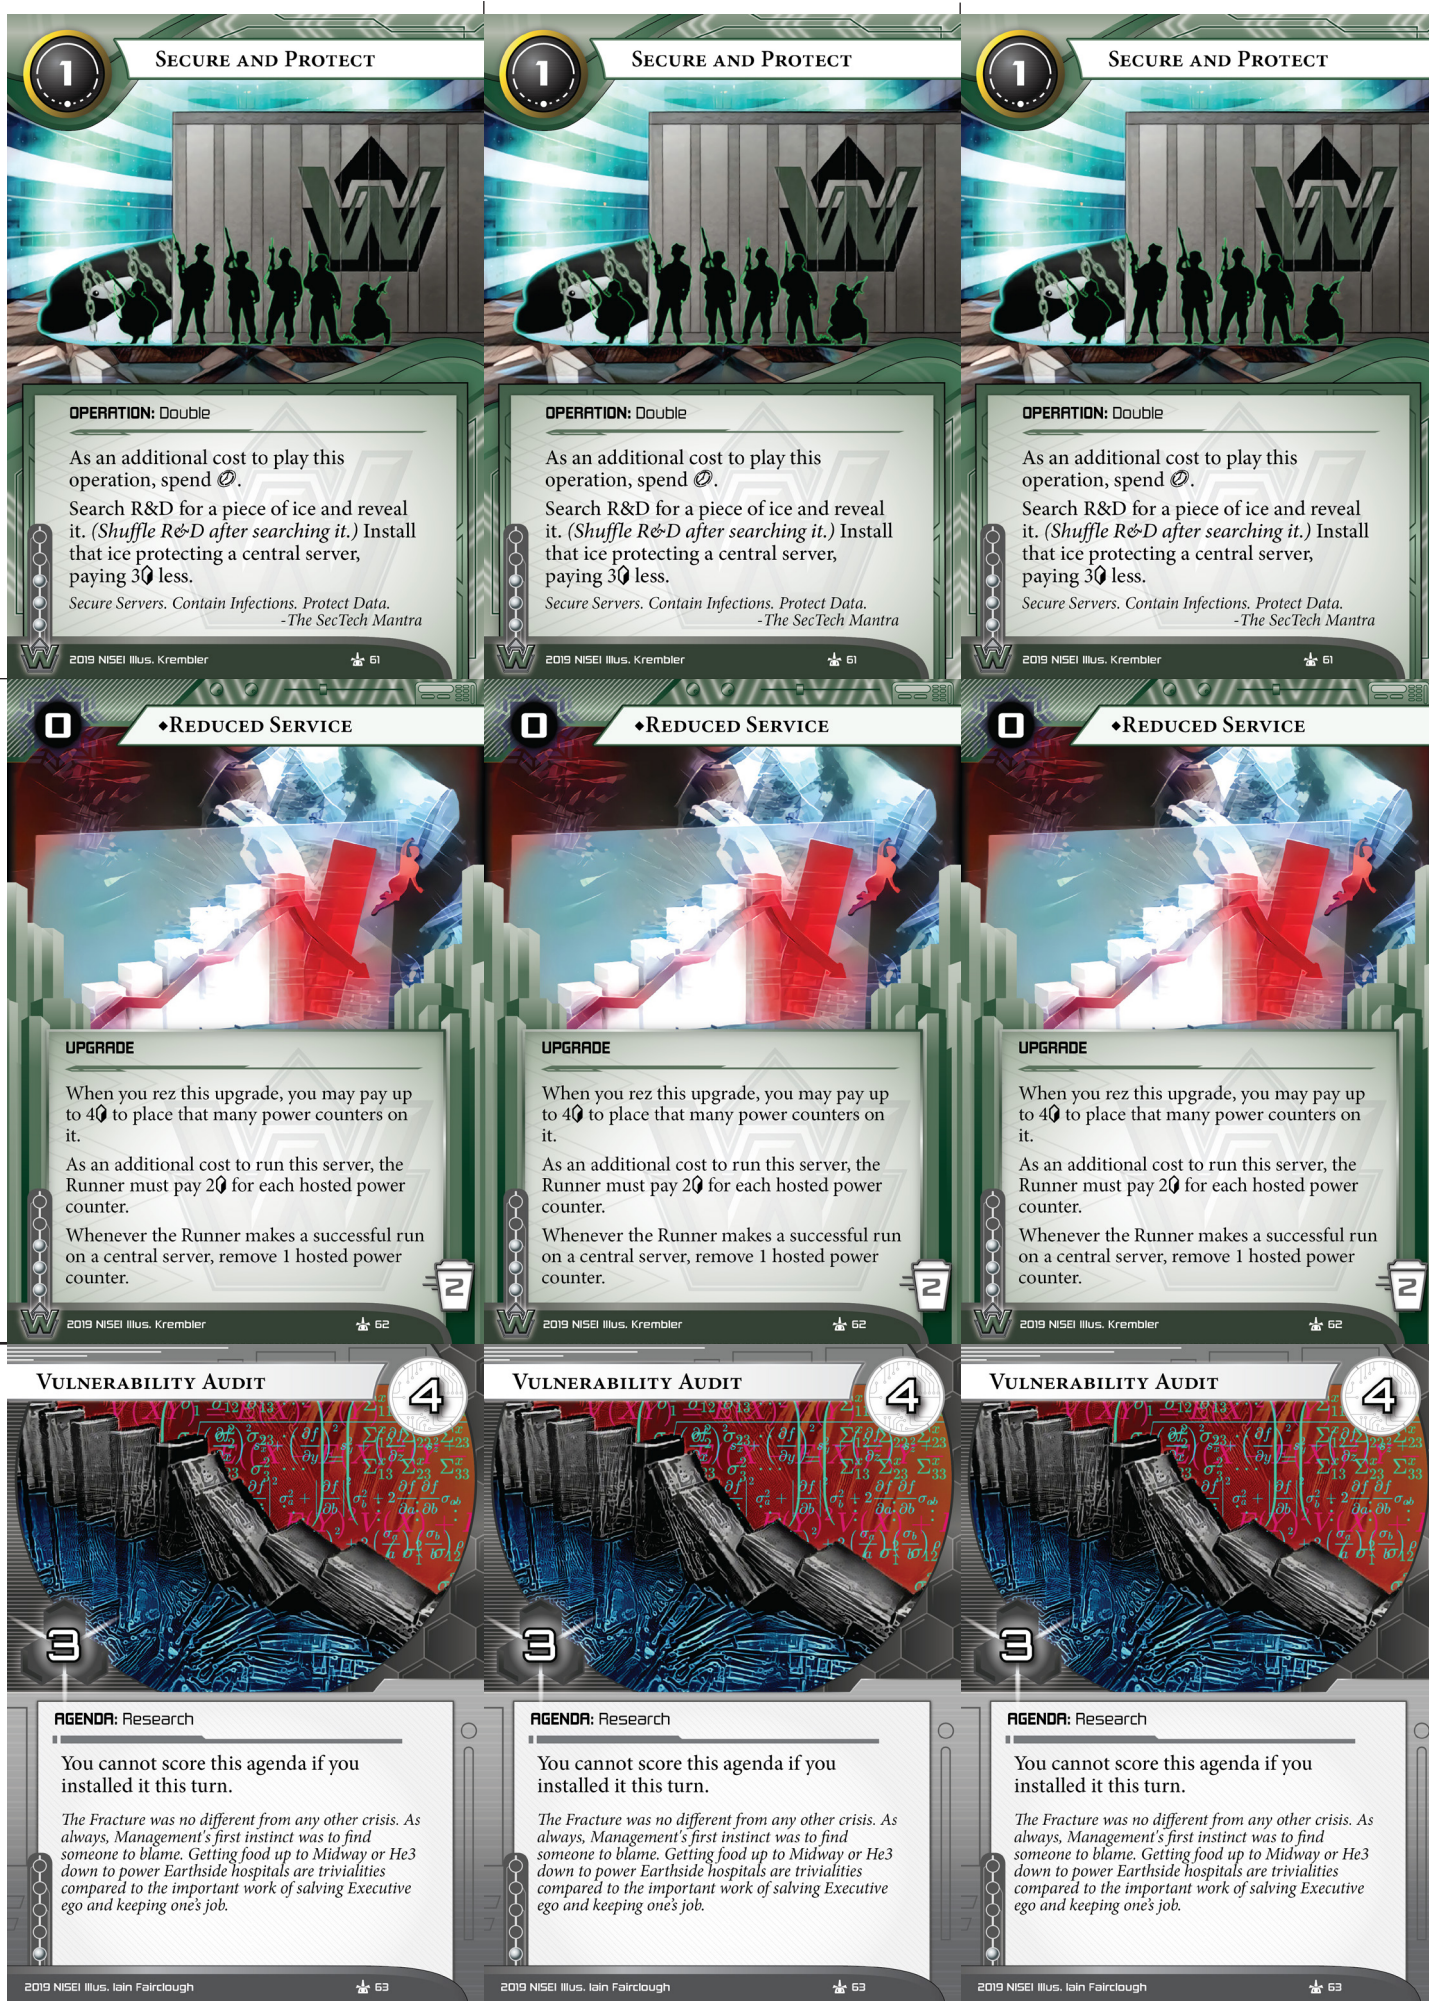 1
SECURE AND PROTECT
OPERATION: Double
As an additional cost to play this
operation, spend .
Search R&D for a piece of ice and reveal
it. (Shuffle R&D after searching it.) Install
that ice protecting a central server,
paying 3 less.
Secure Servers. Contain Infections. Protect Data.
-The SecTech Mantra
2019 NISEI Illus. Krembler 61
1
SECURE AND PROTECT
OPERATION: Double
As an additional cost to play this
operation, spend .
Search R&D for a piece of ice and reveal
it. (Shuffle R&D after searching it.) Install
that ice protecting a central server,
paying 3 less.
Secure Servers. Contain Infections. Protect Data.
-The SecTech Mantra
2019 NISEI Illus. Krembler 61
1
SECURE AND PROTECT
OPERATION: Double
As an additional cost to play this
operation, spend .
Search R&D for a piece of ice and reveal
it. (Shuffle R&D after searching it.) Install
that ice protecting a central server,
paying 3 less.
Secure Servers. Contain Infections. Protect Data.
-The SecTech Mantra
2019 NISEI Illus. Krembler 61
0
◆REDUCED SERVICE
UPGRADE
When you rez this upgrade, you may pay up
to 4 to place that many power counters on
it.
As an additional cost to run this server, the
Runner must pay 2 for each hosted power
counter.
Whenever the Runner makes a successful run
on a central server, remove 1 hosted power
counter.
2
2019 NISEI Illus. Krembler 62
0
◆REDUCED SERVICE
UPGRADE
When you rez this upgrade, you may pay up
to 4 to place that many power counters on
it.
As an additional cost to run this server, the
Runner must pay 2 for each hosted power
counter.
Whenever the Runner makes a successful run
on a central server, remove 1 hosted power
counter.
2
2019 NISEI Illus. Krembler 62
0
◆REDUCED SERVICE
UPGRADE
When you rez this upgrade, you may pay up
to 4 to place that many power counters on
it.
As an additional cost to run this server, the
Runner must pay 2 for each hosted power
counter.
Whenever the Runner makes a successful run
on a central server, remove 1 hosted power
counter.
2
2019 NISEI Illus. Krembler 62
VULNERABILITY AUDIT
4
3
AGENDA: Research
You cannot score this agenda if you
installed it this turn.
The Fracture was no different from any other crisis. As
always, Management's first instinct was to find
someone to blame. Getting food up to Midway or He3
down to power Earthside hospitals are trivialities
compared to the important work of salving Executive
ego and keeping one's job.
2019 NISEI Illus. Iain Fairclough 63
VULNERABILITY AUDIT
4
3
AGENDA: Research
You cannot score this agenda if you
installed it this turn.
The Fracture was no different from any other crisis. As
always, Management's first instinct was to find
someone to blame. Getting food up to Midway or He3
down to power Earthside hospitals are trivialities
compared to the important work of salving Executive
ego and keeping one's job.
2019 NISEI Illus. Iain Fairclough 63
VULNERABILITY AUDIT
4
3
AGENDA: Research
You cannot score this agenda if you
installed it this turn.
The Fracture was no different from any other crisis. As
always, Management's first instinct was to find
someone to blame. Getting food up to Midway or He3
down to power Earthside hospitals are trivialities
compared to the important work of salving Executive
ego and keeping one's job.
2019 NISEI Illus. Iain Fairclough 63